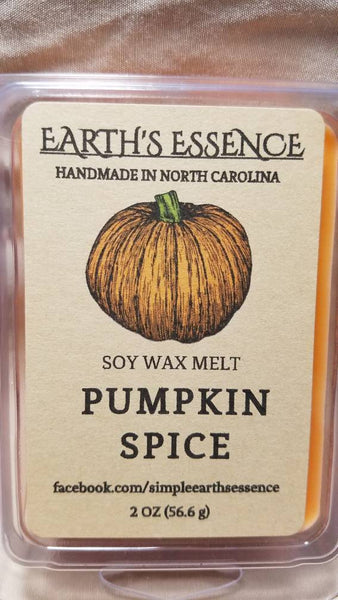 EARTH'S ESSENCE
HANDMADE IN NORTH CAROLINA
SOY WAX MELT
PUMPKIN
SPICE
facebook.com/simpleearthsessence
2 OZ (56.6 g)